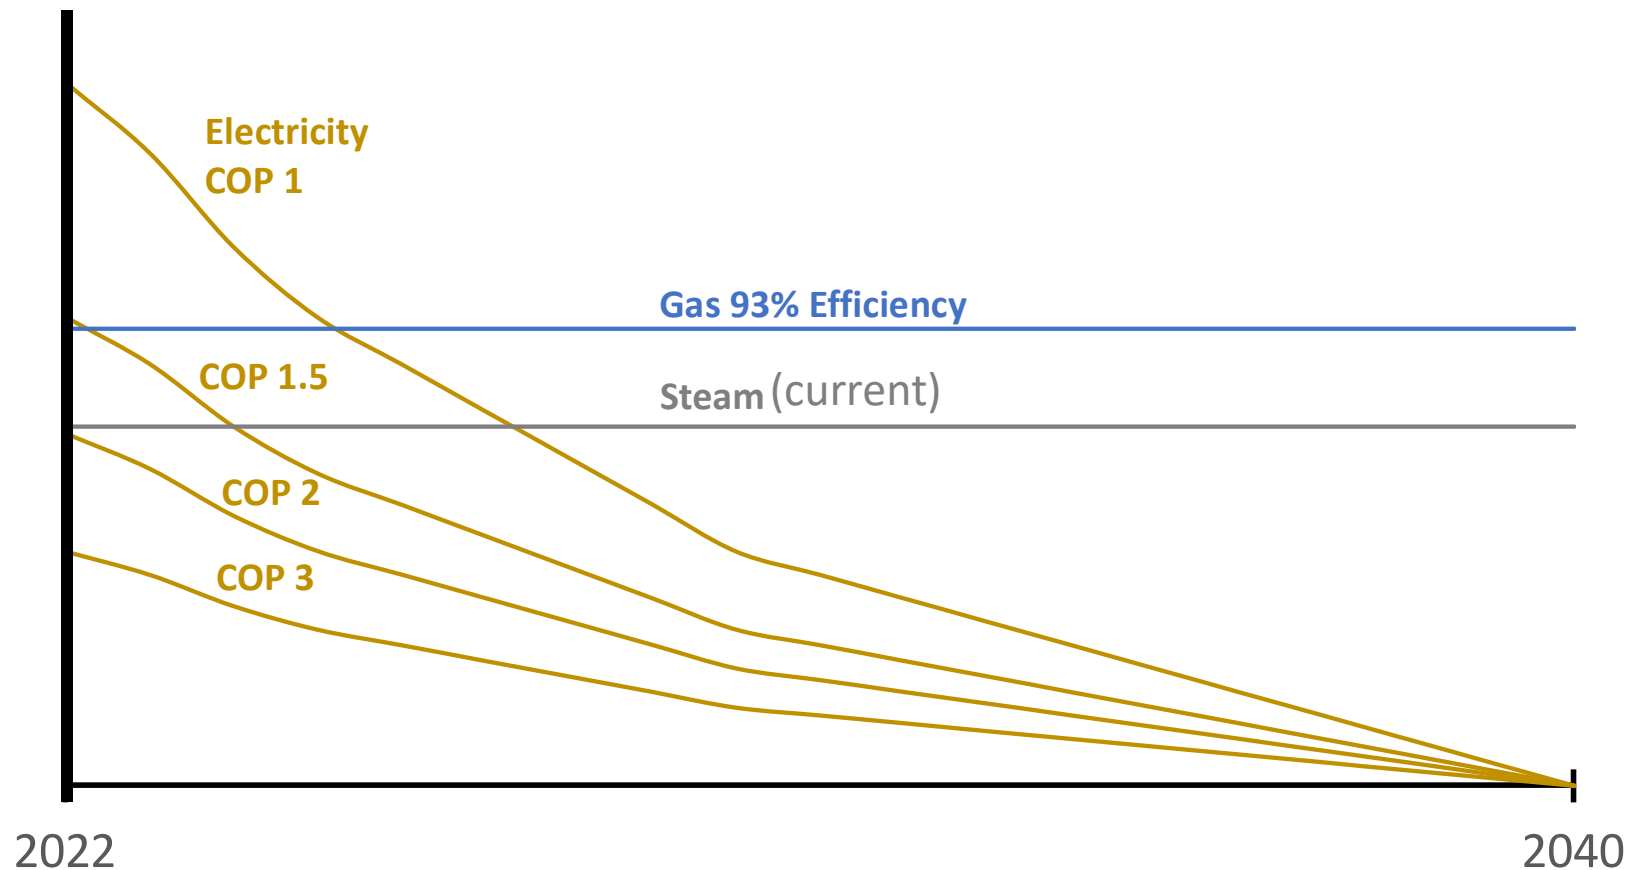 Electricity
COP 1
Gas 93% Efficiency
COP 1.5
Steam (current)
COP 2
COP 3
2022
2040